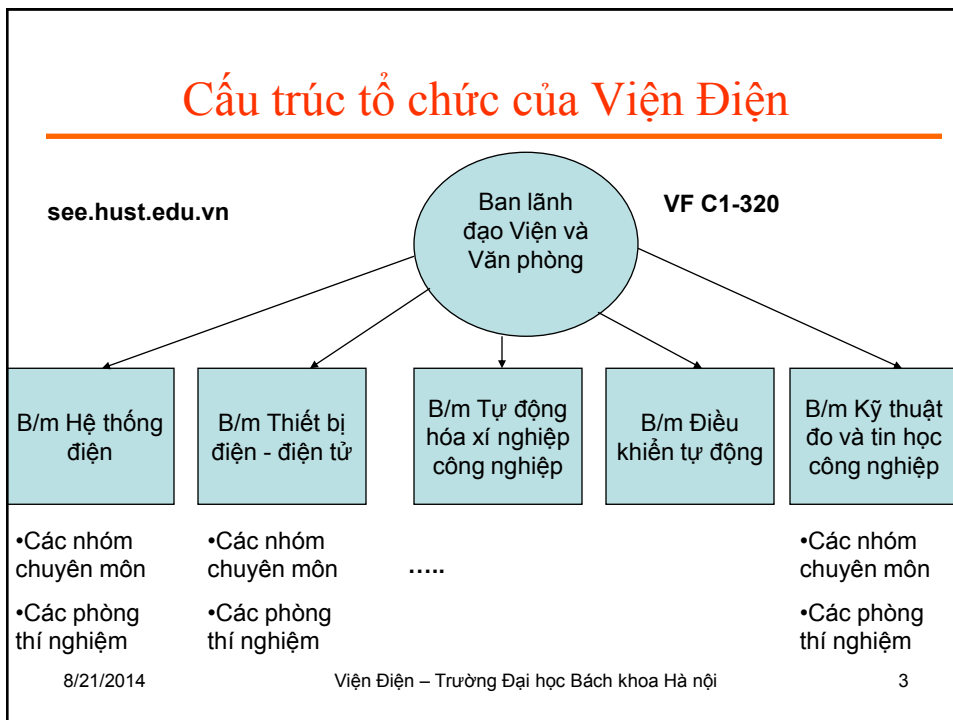 Cấu trúc tổ chức của Viện Điện
see.hust.edu.vn
Ban lãnh
đạo Viện và
Văn phòng
VF C1-320
B/m Hệ thống
điện
B/m Thiết bị
điện - điện tử
B/m Tự động
hóa xí nghiệp
công nghiệp
B/m Điều
khiển tự động
B/m Kỹ thuật
đo và tin học
công nghiệp
•Các nhóm
chuyên môn
•Các phòng
thí nghiệm
•Các nhóm
chuyên môn
•Các phòng
thí nghiệm
…..
•Các nhóm
chuyên môn
•Các phòng
thí nghiệm
8/21/2014
Viện Điện – Trường Đại học Bách khoa Hà nội
3